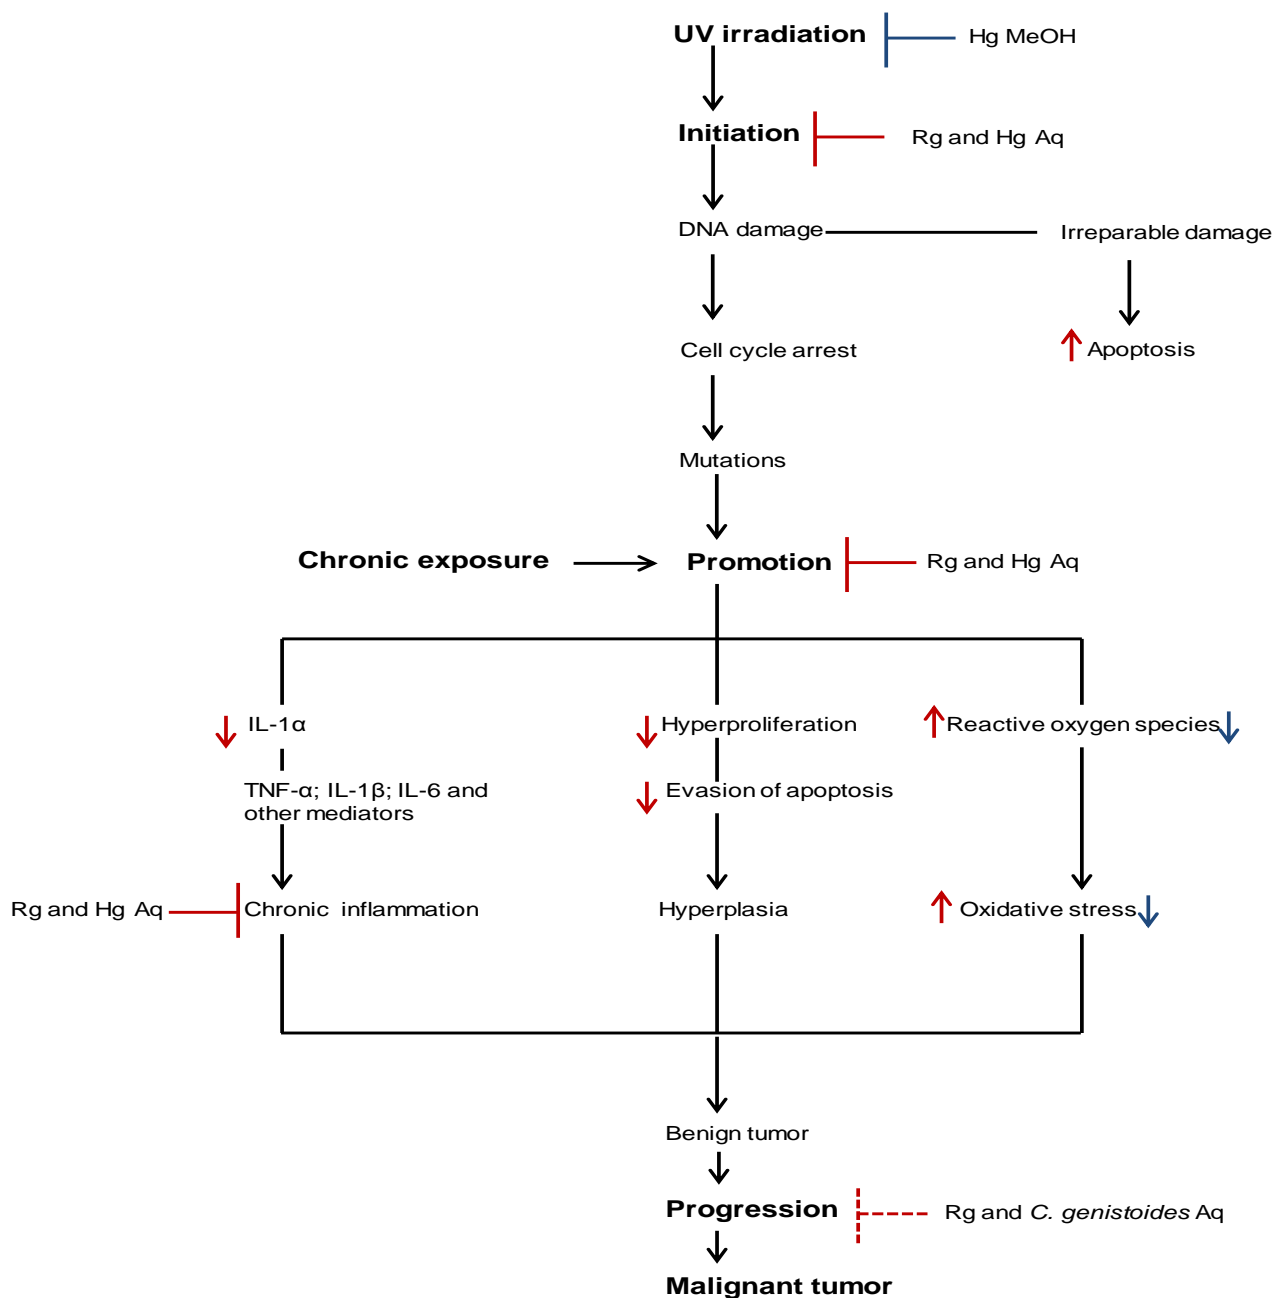 UV irradiation
Hg MeOH
Initiation
Rg and Hg Aq
DNA damage
Irreparable damage
Cell cycle arrest
Apoptosis
Mutations
Chronic exposure
Promotion
Rg and Hg Aq
IL-1α
Hyperproliferation
Reactive oxygen species
TNF-α; IL-1β; IL-6 and
other mediators
Evasion of apoptosis
Rg and Hg Aq
Chronic inflammation
Hyperplasia
Oxidative stress
Benign tumor
Progression
Rg and C. genistoides Aq
Malignant tumor